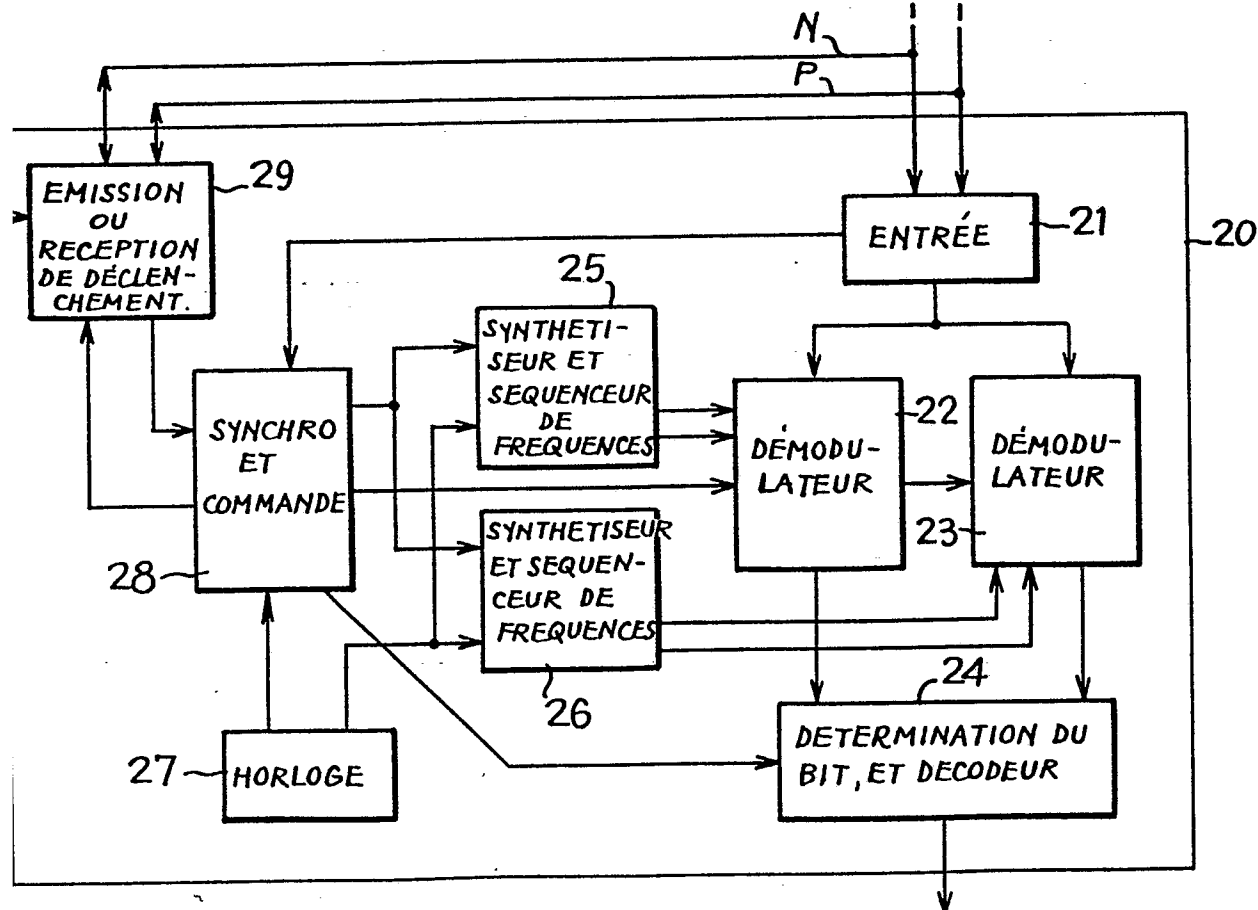 N
P
29
EMISSION
OU
RECEPTION
DE DÉCLEN-
CHEMENT.
21
ENTRÉE
20
25
SYNTHETI-
SEUR ET
SEQUENCEUR
DE
FRÉQUENCES
22
DÉMODU-
LATEUR
DÉMODU-
LATEUR
23
SYNCHRO
ET
COMMANDE
28
SYNTHETISEUR
ET SEQUEN-
CEUR DE
FRÉQUENCES
26
24
DETERMINATION DU
BIT, ET DECODEUR
27
HORLOGE